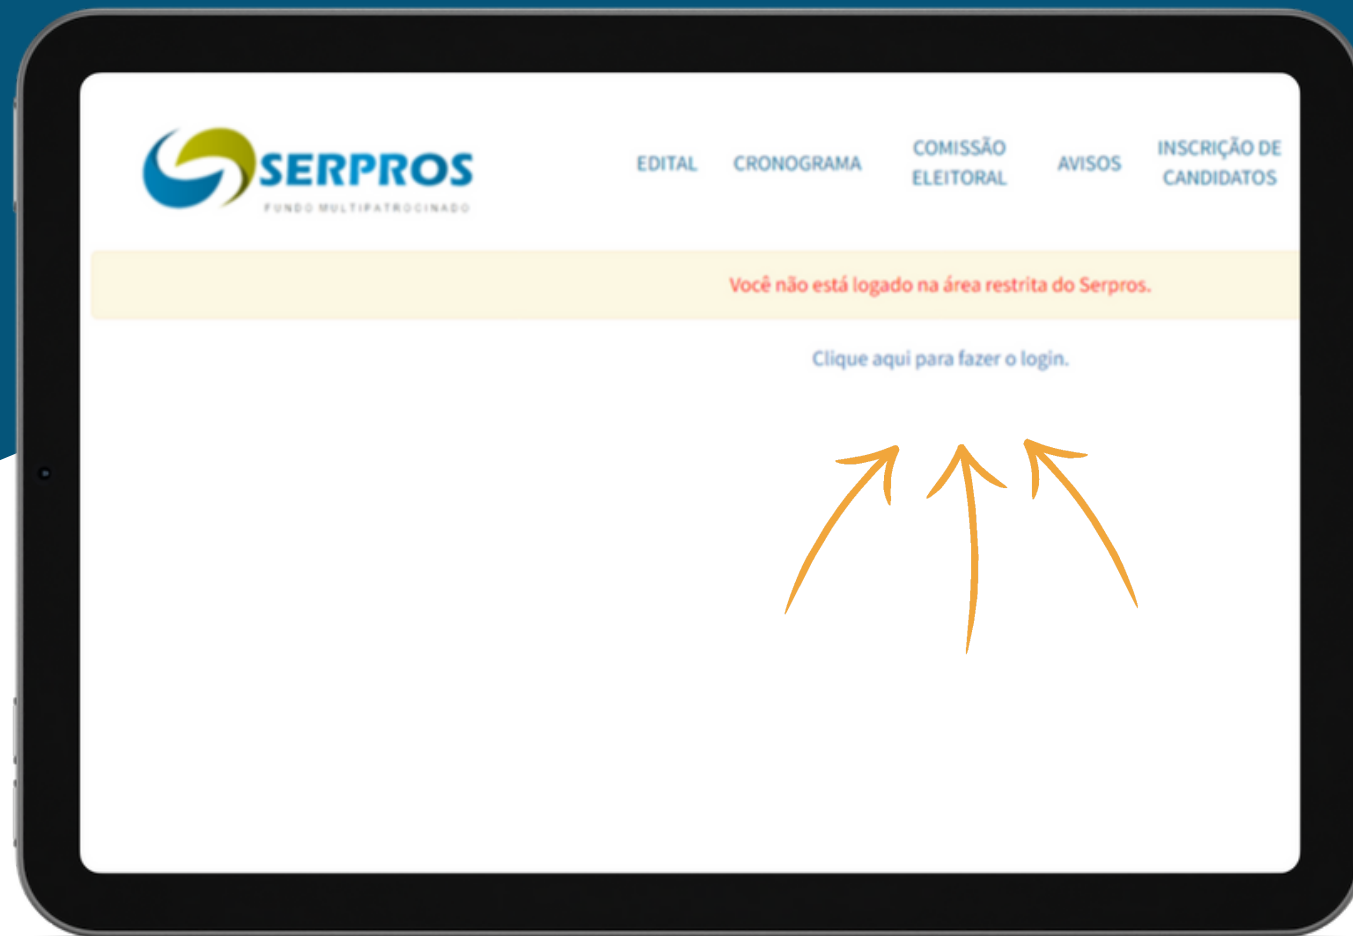 SERPROS
FUNDO MULTIPATROCINADO
EDITAL
CRONOGRAMA
COMISSÃO
ELEITORAL
AVISOS
INSCRIÇÃO DE
CANDIDATOS
Você não está logado na área restrita do Serpros.
Clique aqui para fazer o login.